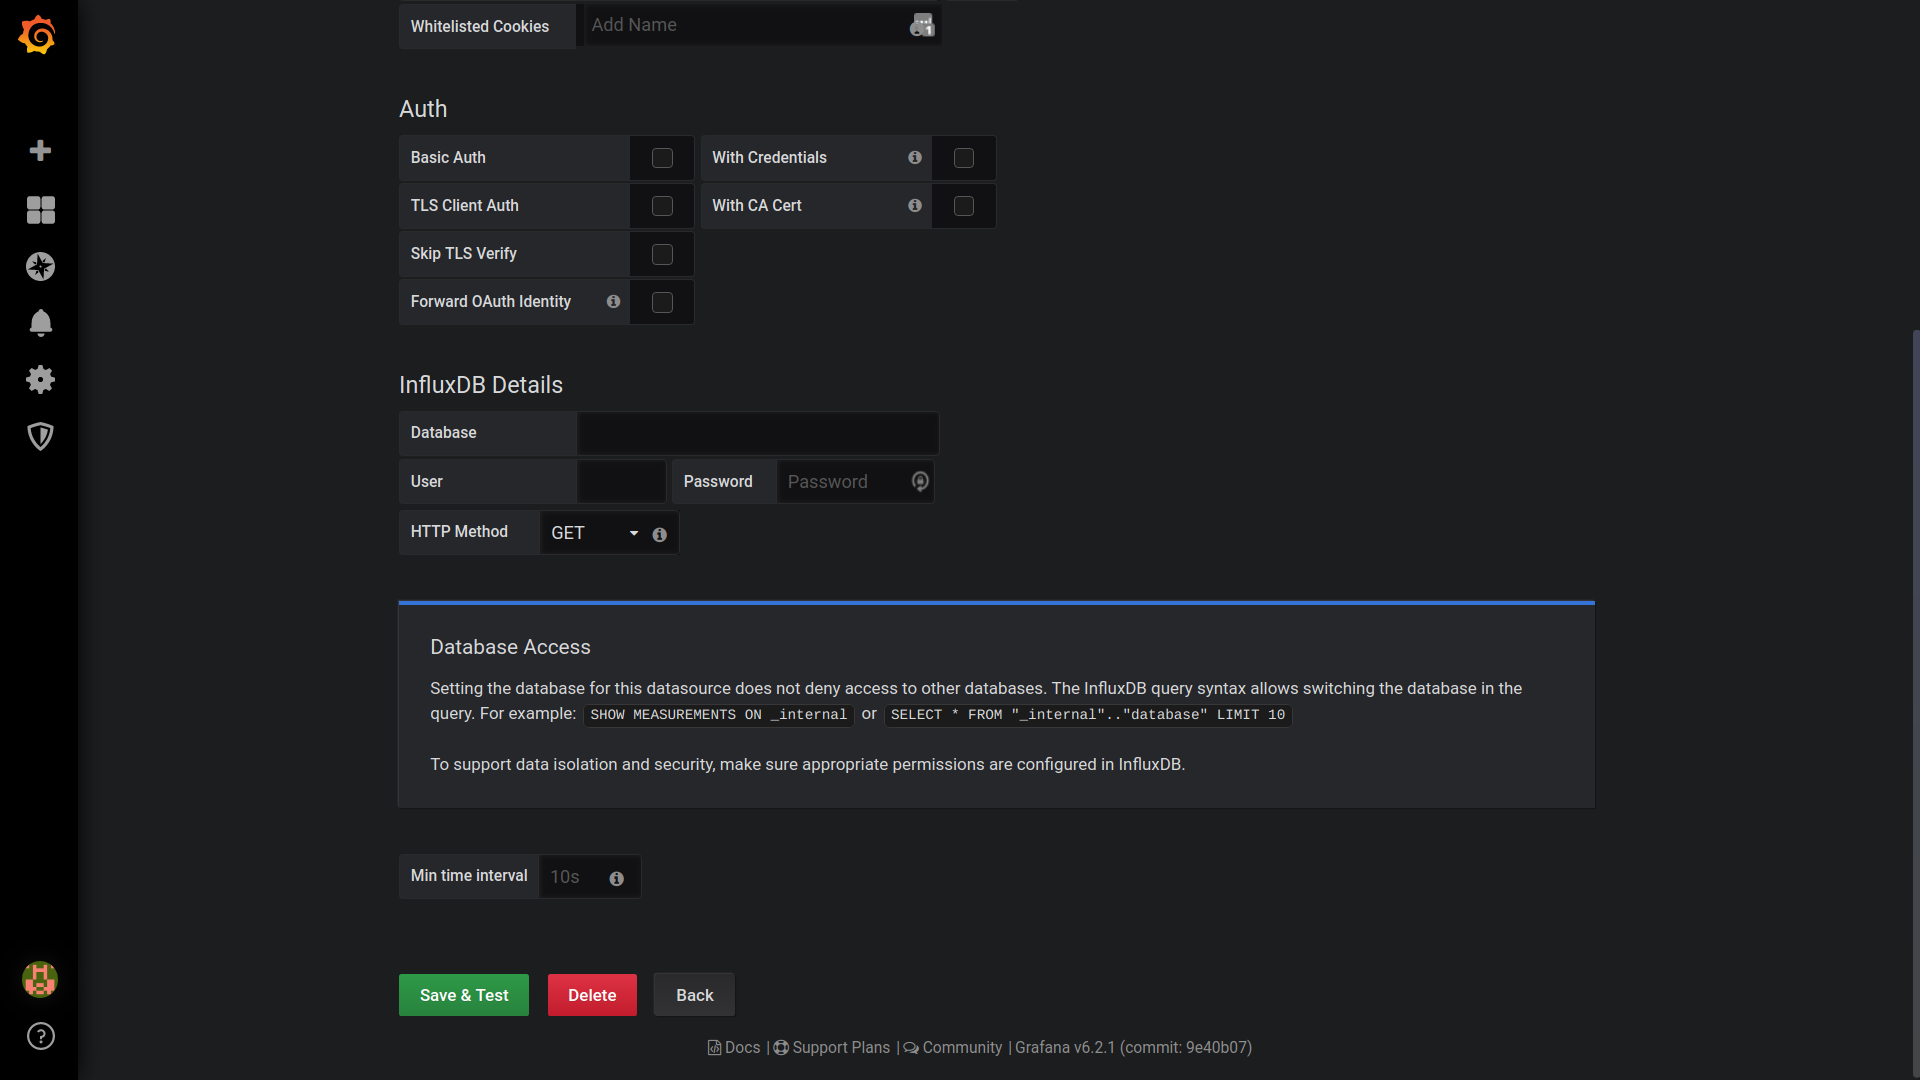 Whitelisted Cookies Add Name
Auth
Basic Auth With Credentials
TLS Client Auth With CA Cert
Skip TLS Verify
Forward OAuth Identity
InfluxDB Details
Database
User Password Password
HTTP Method GET
Database Access
Setting the database for this datasource does not deny access to other databases. The InfluxDB query syntax allows switching the database in the
query. For example: SHOW MEASUREMENTS ON _internal or SELECT * FROM "_internal".."database" LIMIT 10
To support data isolation and security, make sure appropriate permissions are configured in InfluxDB.
Min time interval 10s
Save & Test Delete Back
Docs | Support Plans | Community | Grafana v6.2.1 (commit: 9e40b07)